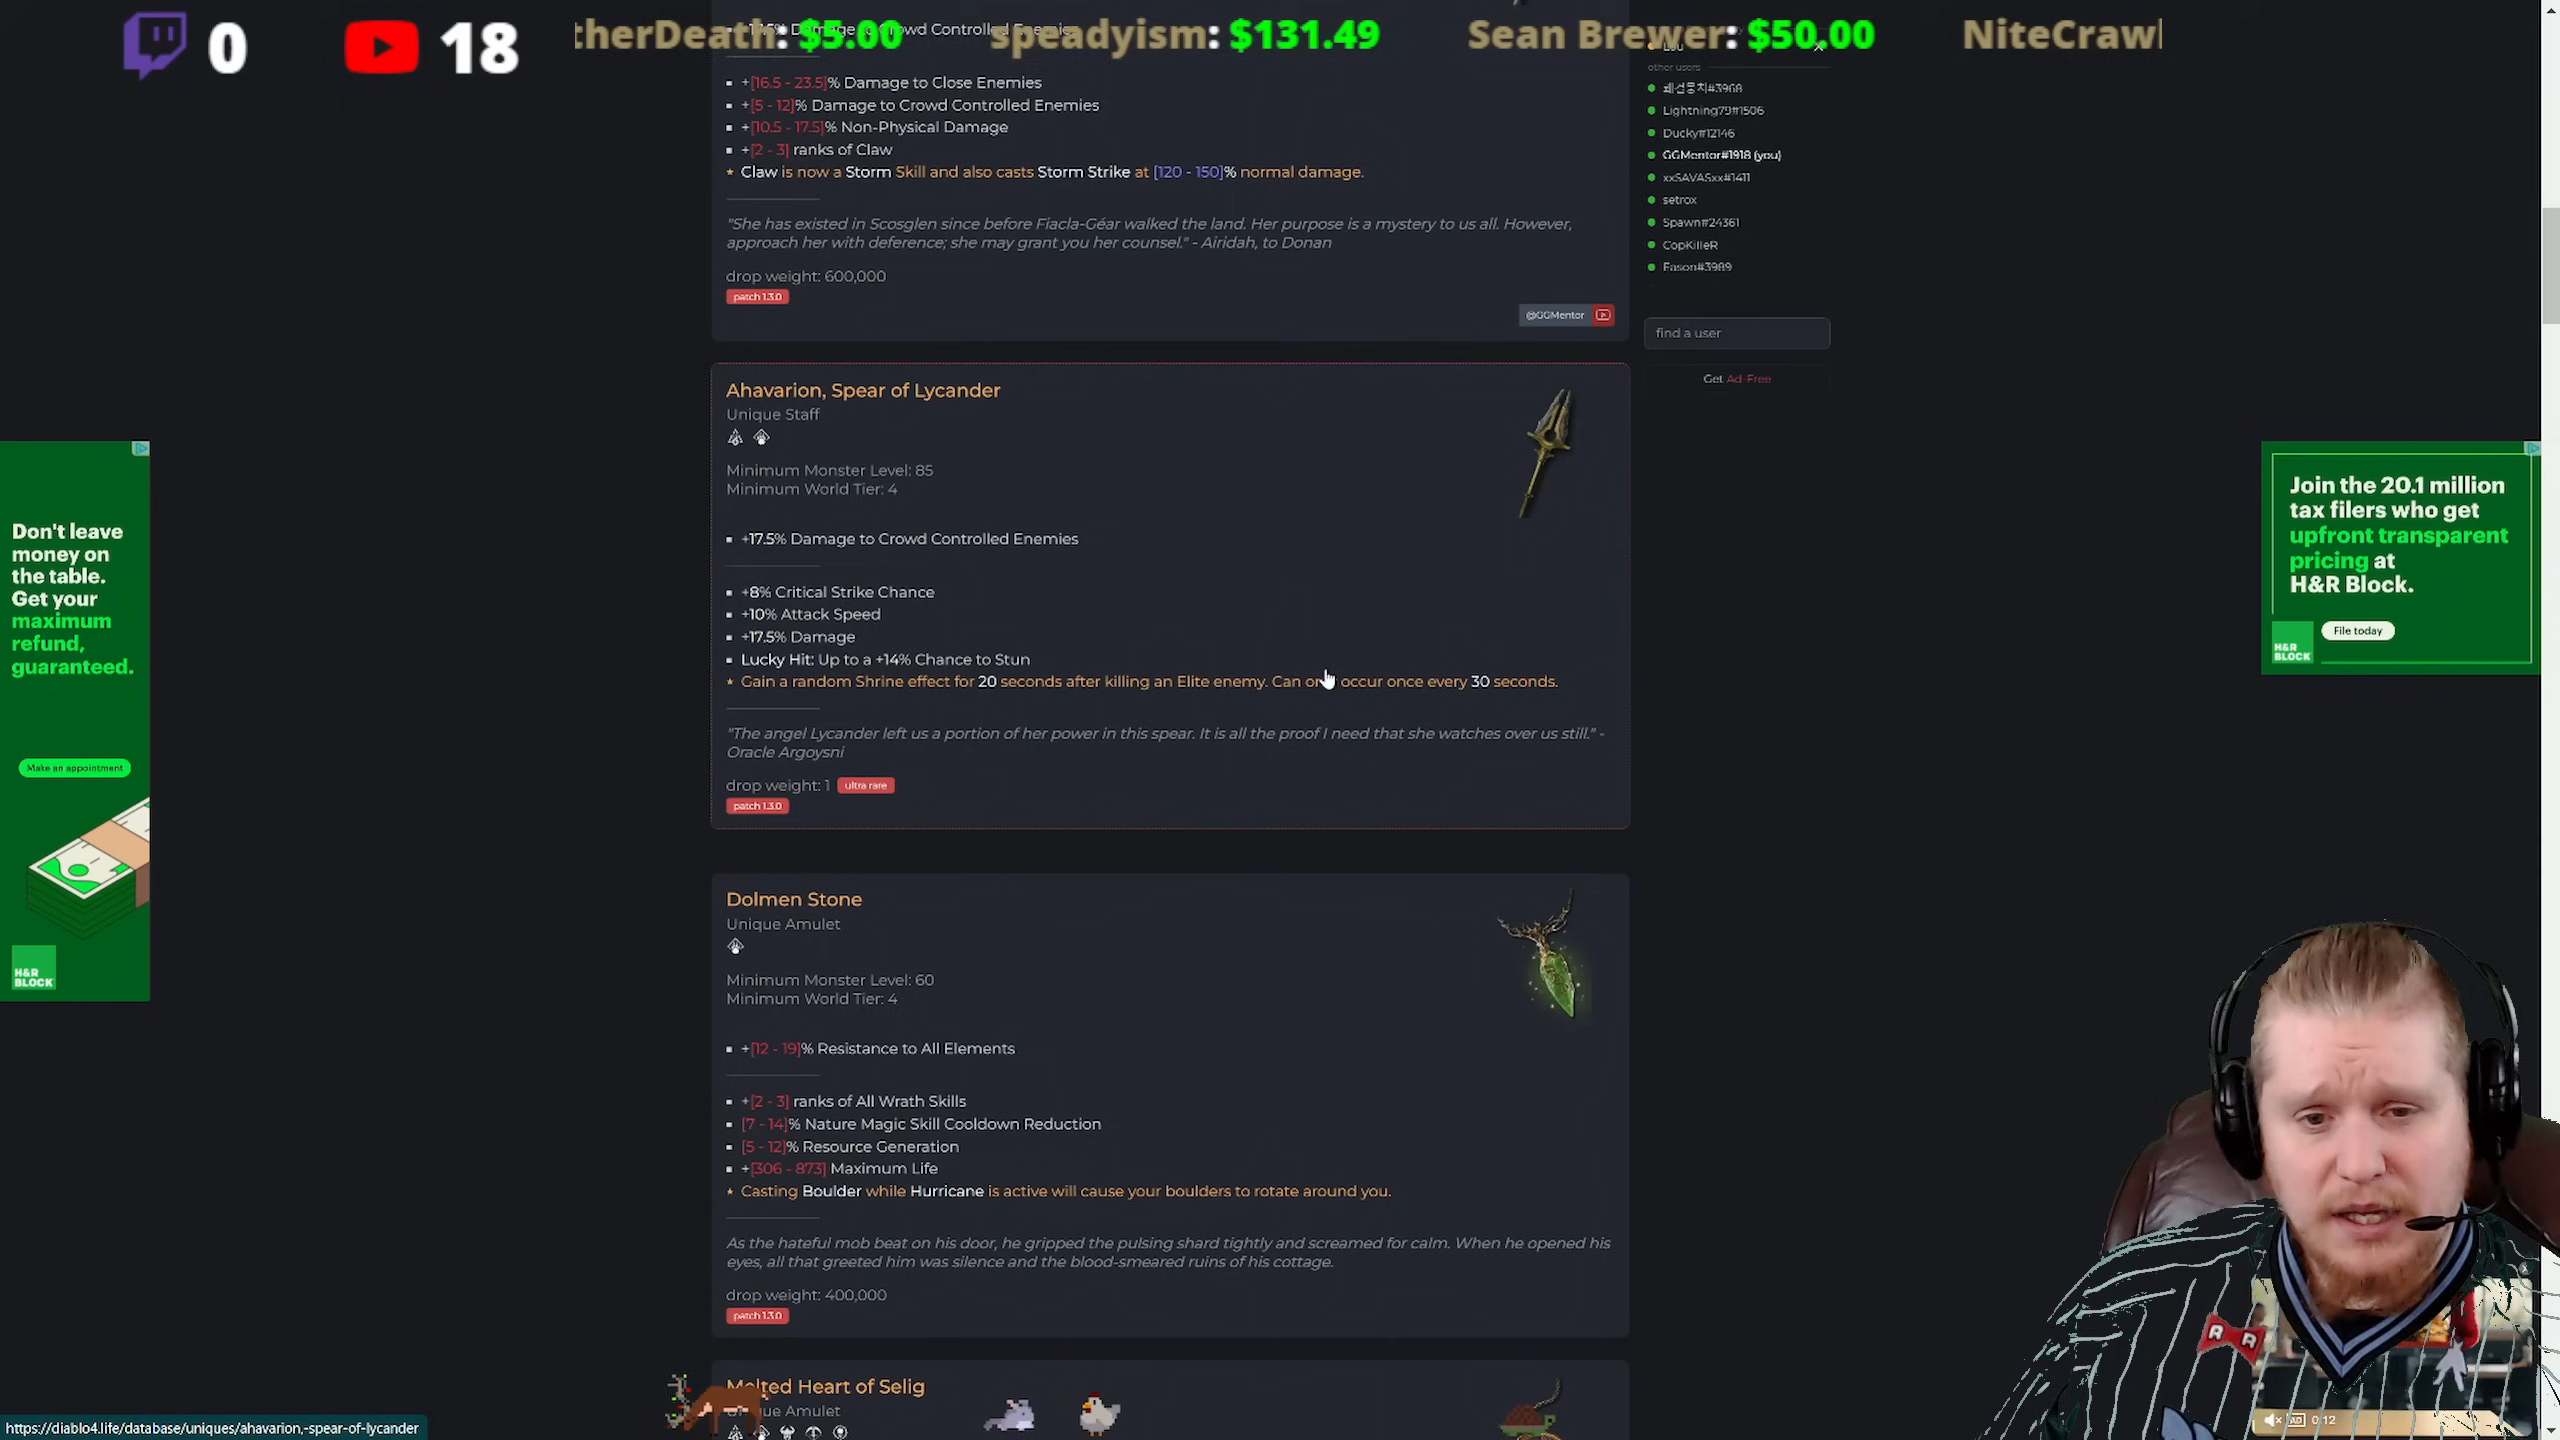 0
18
therDeath: $5.00 speadyism: $131.49 Sean Brewer: $50.00 NiteCrawl
% Damage to Crowd Controlled Enemies
+[16.5 - 23.5]% Damage to Close Enemies
+[5 - 12]% Damage to Crowd Controlled Enemies
+[10.5 - 17.5]% Non-Physical Damage
+[2 - 3] ranks of Claw
Claw is now a Storm Skill and also casts Storm Strike at [120 - 150]% normal damage.
"She has existed in Scosglen since before Fiacla-Géar walked the land. Her purpose is a mystery to us all. However,
approach her with deference; she may grant you her counsel." - Airidah, to Donan
drop weight: 600,000
patch 1.3.0
@GGMentor
other users
#3968
Lightning79#1506
Ducky#12146
GGMentor#1918 (you)
xxSAVASxx#1411
setrox
Spawn#24361
CopKilleR
Eason#3989
find a user
Get Ad-Free
Ahavarion, Spear of Lycander
Unique Staff
Minimum Monster Level: 85
Minimum World Tier: 4
+17.5% Damage to Crowd Controlled Enemies
+8% Critical Strike Chance
+10% Attack Speed
+17.5% Damage
Lucky Hit: Up to a +14% Chance to Stun
Gain a random Shrine effect for 20 seconds after killing an Elite enemy. Can occur once every 30 seconds.
"The angel Lycander left us a portion of her power in this spear. It is all the proof I need that she watches over us still." -
Oracle Argoysni
drop weight: 1 ultra rare
patch 1.3.0
Dolmen Stone
Unique Amulet
Minimum Monster Level: 60
Minimum World Tier: 4
+[12 - 19]% Resistance to All Elements
+[2 - 3] ranks of All Wrath Skills
[7 - 14]% Nature Magic Skill Cooldown Reduction
[5 - 12]% Resource Generation
+[306 - 873] Maximum Life
Casting Boulder while Hurricane is active will cause your boulders to rotate around you.
As the hateful mob beat on his door, he gripped the pulsing shard tightly and screamed for calm. When he opened his
eyes, all that greeted him was silence and the blood-smeared ruins of his cottage.
drop weight: 400,000
patch 1.3.0
Melted Heart of Selig
Unique Amulet
Don't leave
money on
the table.
Get your
maximum
refund,
guaranteed.
Make an appointment
H&R
BLOCK
Join the 20.1 million
tax filers who get
upfront transparent
pricing at
H&R Block.
File today
H&R
BLOCK
R R
AD 0:12
https://diablo4.life/database/uniques/ahavarion,-spear-of-lycander